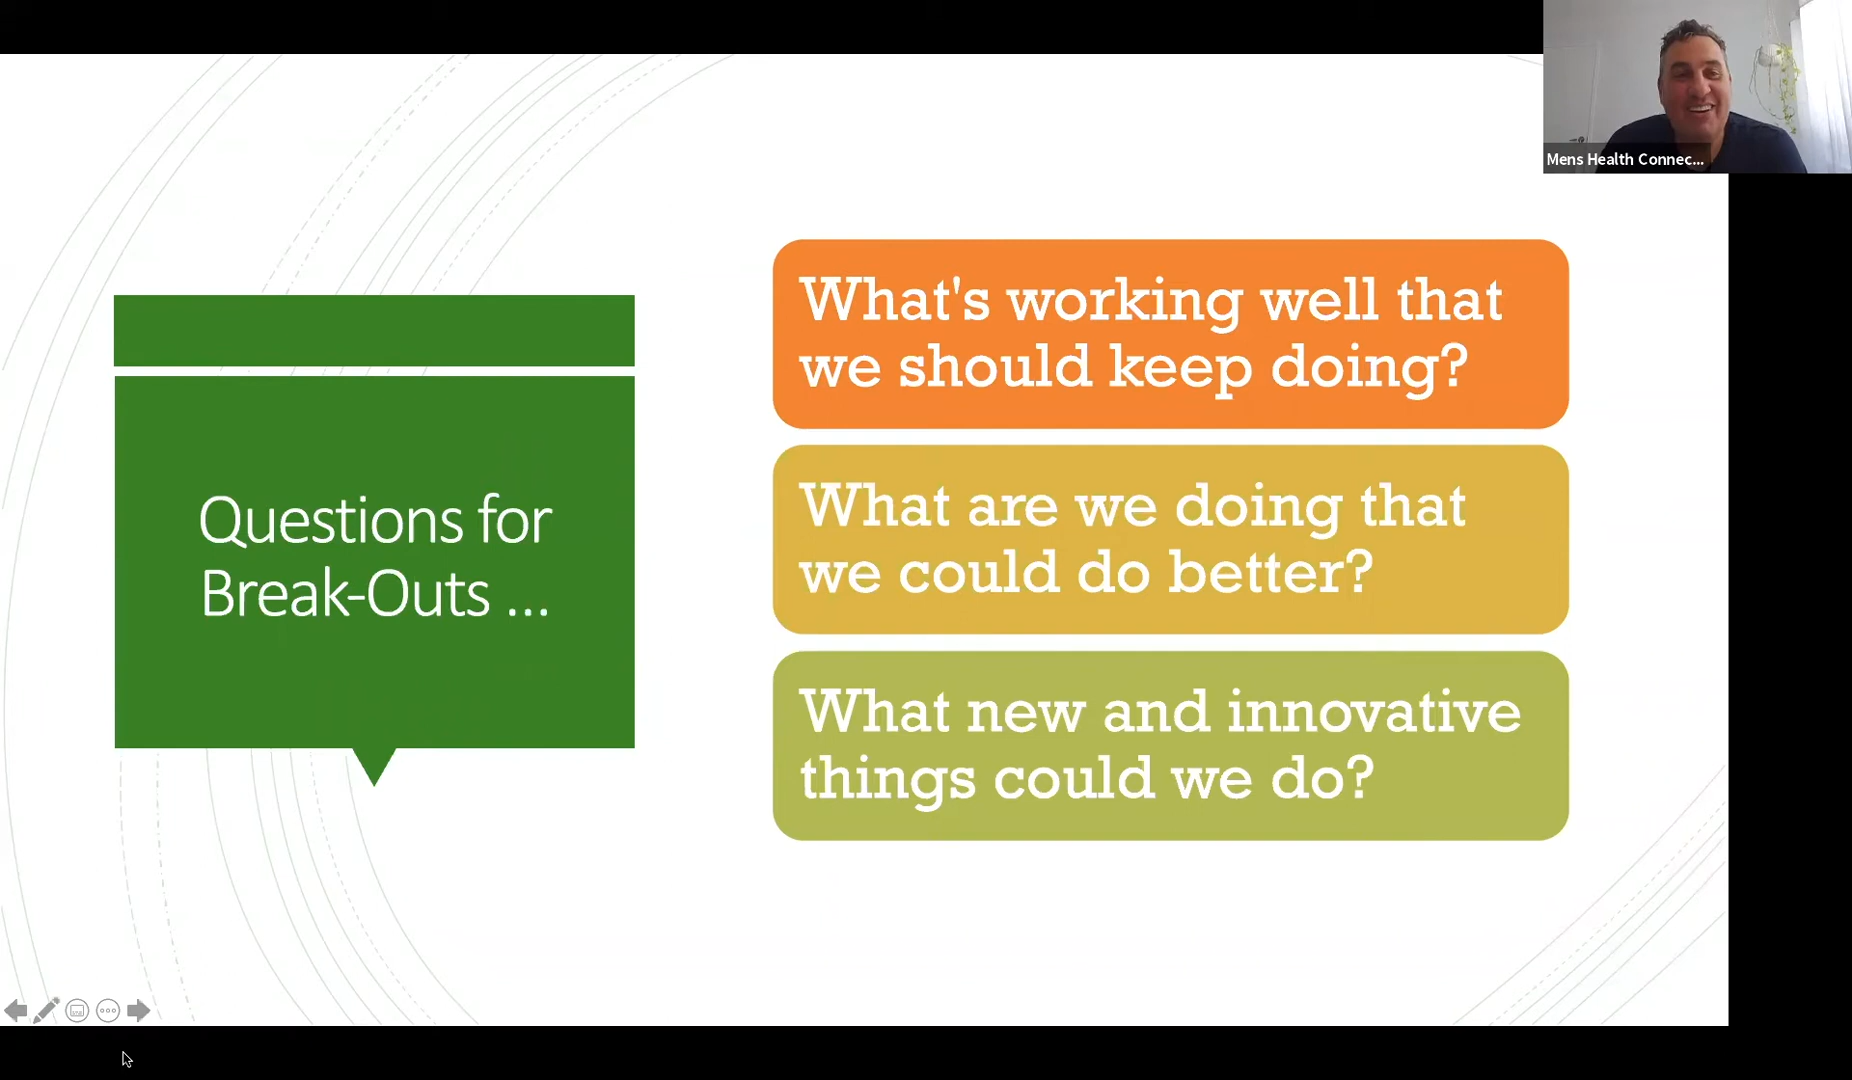 Mens Health Connec...
Questions for
Break-Outs ...
What's working well that
we should keep doing?
What are we doing that
we could do better?
What new and innovative
things could we do?